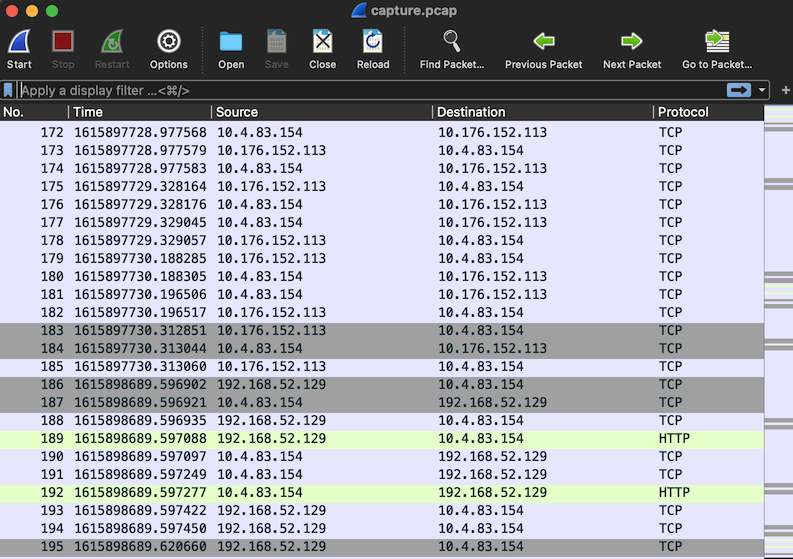 capture.pcap
Start Stop Restart Options Open Save Close Reload Find Packet... Previous Packet Next Packet Go to Packet...
Apply a display filter ...<⌘/> +
No. Time Source Destination Protocol
172 1615897728.977568 10.4.83.154 10.176.152.113 TCP
173 1615897728.977579 10.176.152.113 10.4.83.154 TCP
174 1615897728.977583 10.4.83.154 10.176.152.113 TCP
175 1615897729.328164 10.176.152.113 10.4.83.154 TCP
176 1615897729.328176 10.4.83.154 10.176.152.113 TCP
177 1615897729.329045 10.4.83.154 10.176.152.113 TCP
178 1615897729.329057 10.176.152.113 10.4.83.154 TCP
179 1615897730.188285 10.176.152.113 10.4.83.154 TCP
180 1615897730.188305 10.4.83.154 10.176.152.113 TCP
181 1615897730.196506 10.4.83.154 10.176.152.113 TCP
182 1615897730.196517 10.176.152.113 10.4.83.154 TCP
183 1615897730.312851 10.176.152.113 10.4.83.154 TCP
184 1615897730.313044 10.4.83.154 10.176.152.113 TCP
185 1615897730.313060 10.176.152.113 10.4.83.154 TCP
186 1615898689.596902 192.168.52.129 10.4.83.154 TCP
187 1615898689.596921 10.4.83.154 192.168.52.129 TCP
188 1615898689.596935 192.168.52.129 10.4.83.154 TCP
189 1615898689.597088 192.168.52.129 10.4.83.154 HTTP
190 1615898689.597097 10.4.83.154 192.168.52.129 TCP
191 1615898689.597249 10.4.83.154 192.168.52.129 TCP
192 1615898689.597277 10.4.83.154 192.168.52.129 HTTP
193 1615898689.597422 192.168.52.129 10.4.83.154 TCP
194 1615898689.597450 192.168.52.129 10.4.83.154 TCP
195 1615898689.620660 192.168.52.129 10.4.83.154 TCP